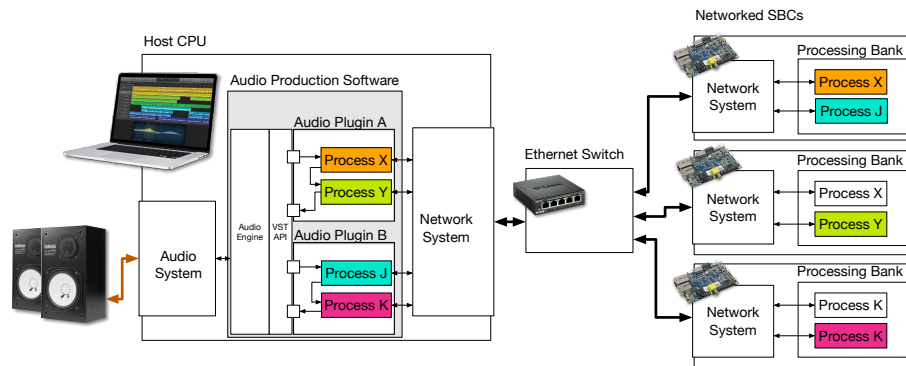 Networked SBCs
Host CPU
Audio Production Software
Audio Plugin A
Process X
Process Y
Audio
Engine
VST
API
Audio Plugin B
Process J
Process K
Audio
System
Network
System
Ethernet Switch
Network
System
Processing Bank
Process X
Process J
Network
System
Processing Bank
Process X
Process Y
Network
System
Processing Bank
Process K
Process K
YAMAHA